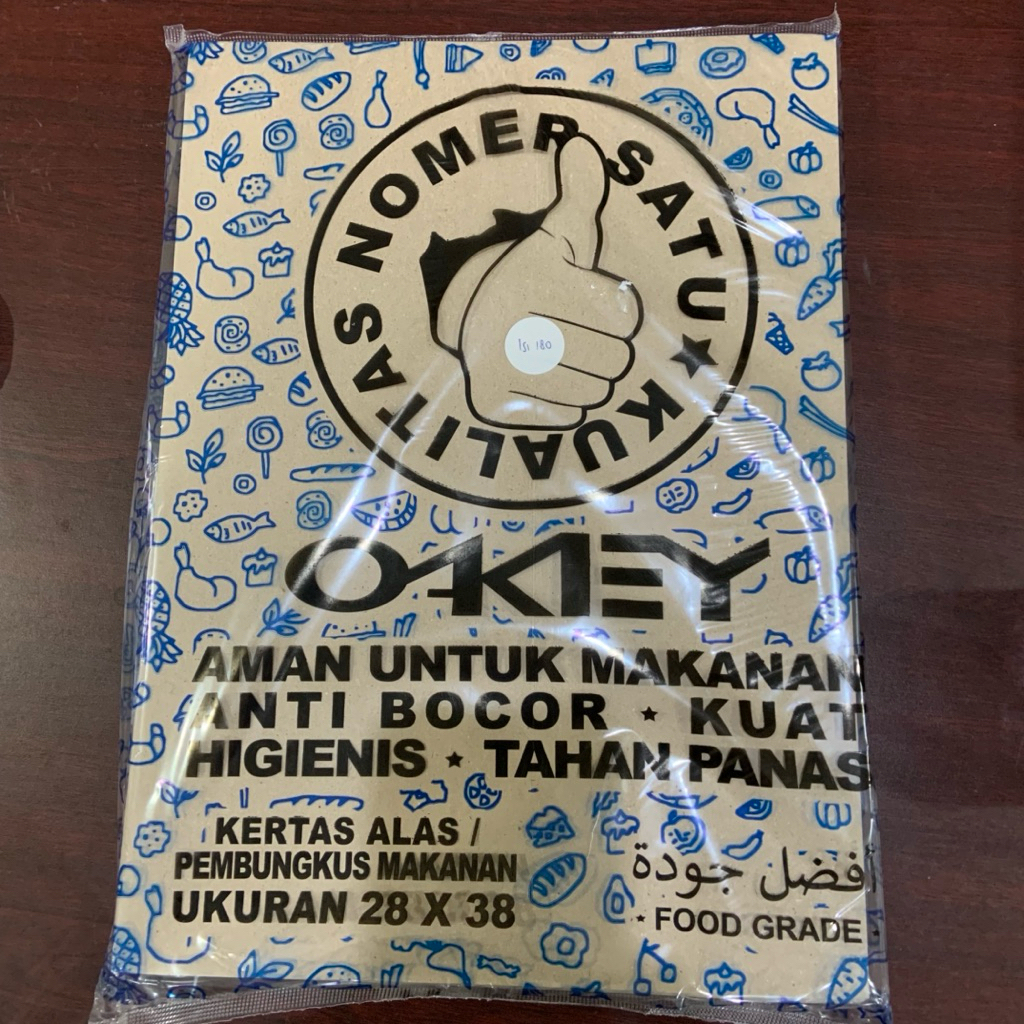 KUALITAS NOMER SATU ★
Isi 180
OKEY
AMAN UNTUK MAKANAN
ANTI BOCOR ★ KUAT
HIGIENIS ★ TAHAN PANAS
KERTAS ALAS /
PEMBUNGKUS MAKANAN
UKURAN 28 X 38
أفضل جودة
★ FOOD GRADE ★